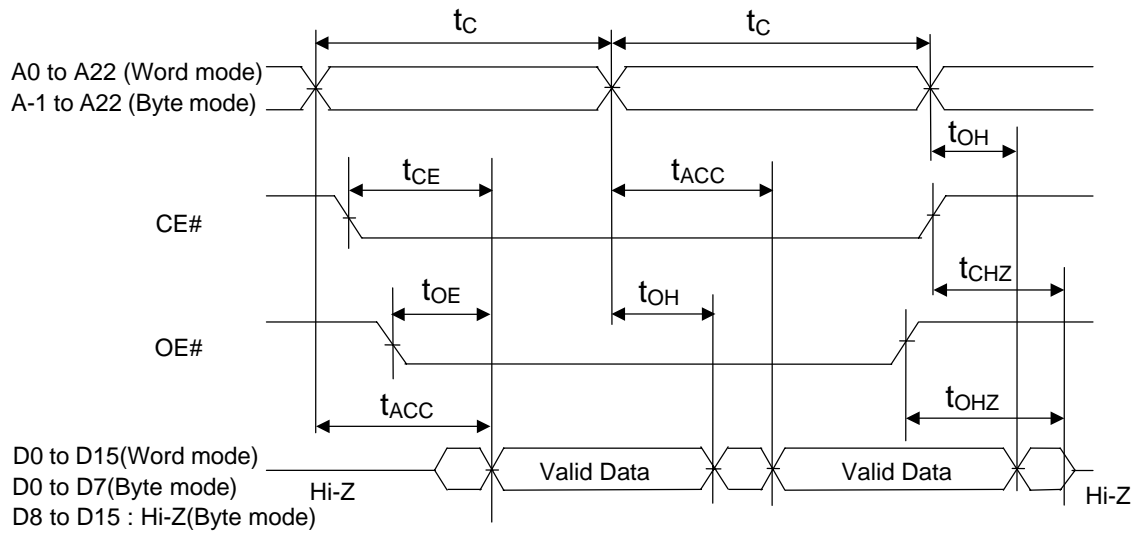 tC tC
A0 to A22 (Word mode)
A-1 to A22 (Byte mode)
tOH
tCE tACC
CE#
tCHZ
tOE tOH
OE#
tACC tOHZ
D0 to D15(Word mode)
D0 to D7(Byte mode) Hi-Z Valid Data Valid Data Hi-Z
D8 to D15 : Hi-Z(Byte mode)